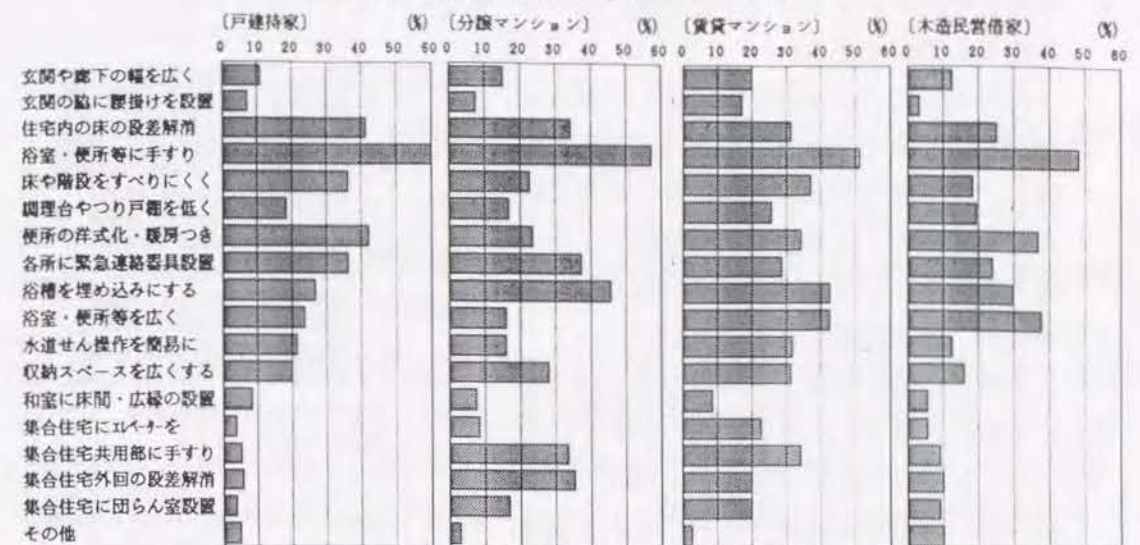 〔戸建持家〕 (%) 〔分譲マンション〕 (%) 〔賃貸マンション〕 (%) 〔木造民営借家〕 (%)
0 10 20 30 40 50 60 0 10 20 30 40 50 60 0 10 20 30 40 50 60 0 10 20 30 40 50 60
玄関や廊下の幅を広く
玄関の脇に腰掛けを設置
住宅内の床の段差解消
浴室・便所等に手すり
床や階段をすべりにくく
調理台やつり戸棚を低く
便所の洋式化・暖房つき
各所に緊急連絡器具設置
浴槽を埋め込みにする
浴室・便所等を広く
水道せん操作を簡易に
収納スペースを広くする
和室に床間・広縁の設置
集合住宅にエレベーターを
集合住宅共用部に手すり
集合住宅外回の段差解消
集合住宅に団らん室設置
その他